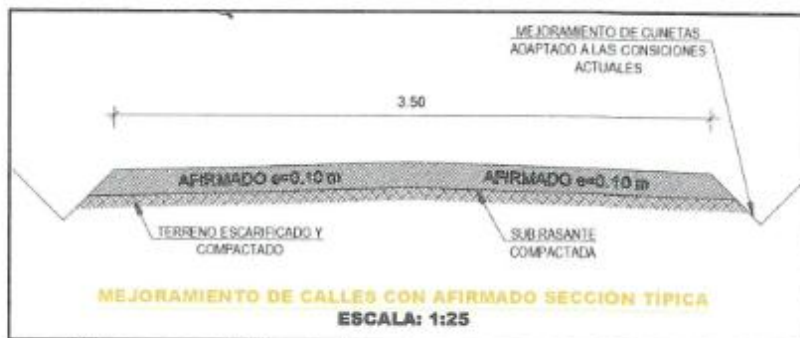 MEJORAMIENTO DE CUNETAS
ADAPTADO A LAS CONSICIONES
ACTUALES
3.50
AFIRMADO e=0.10 m
AFIRMADO e=0.10 m
TERRENO ESCARIFICADO Y
COMPACTADO
SUB RASANTE
COMPACTADA
MEJORAMIENTO DE CALLES CON AFIRMADO SECCIÓN TÍPICA
ESCALA: 1:25